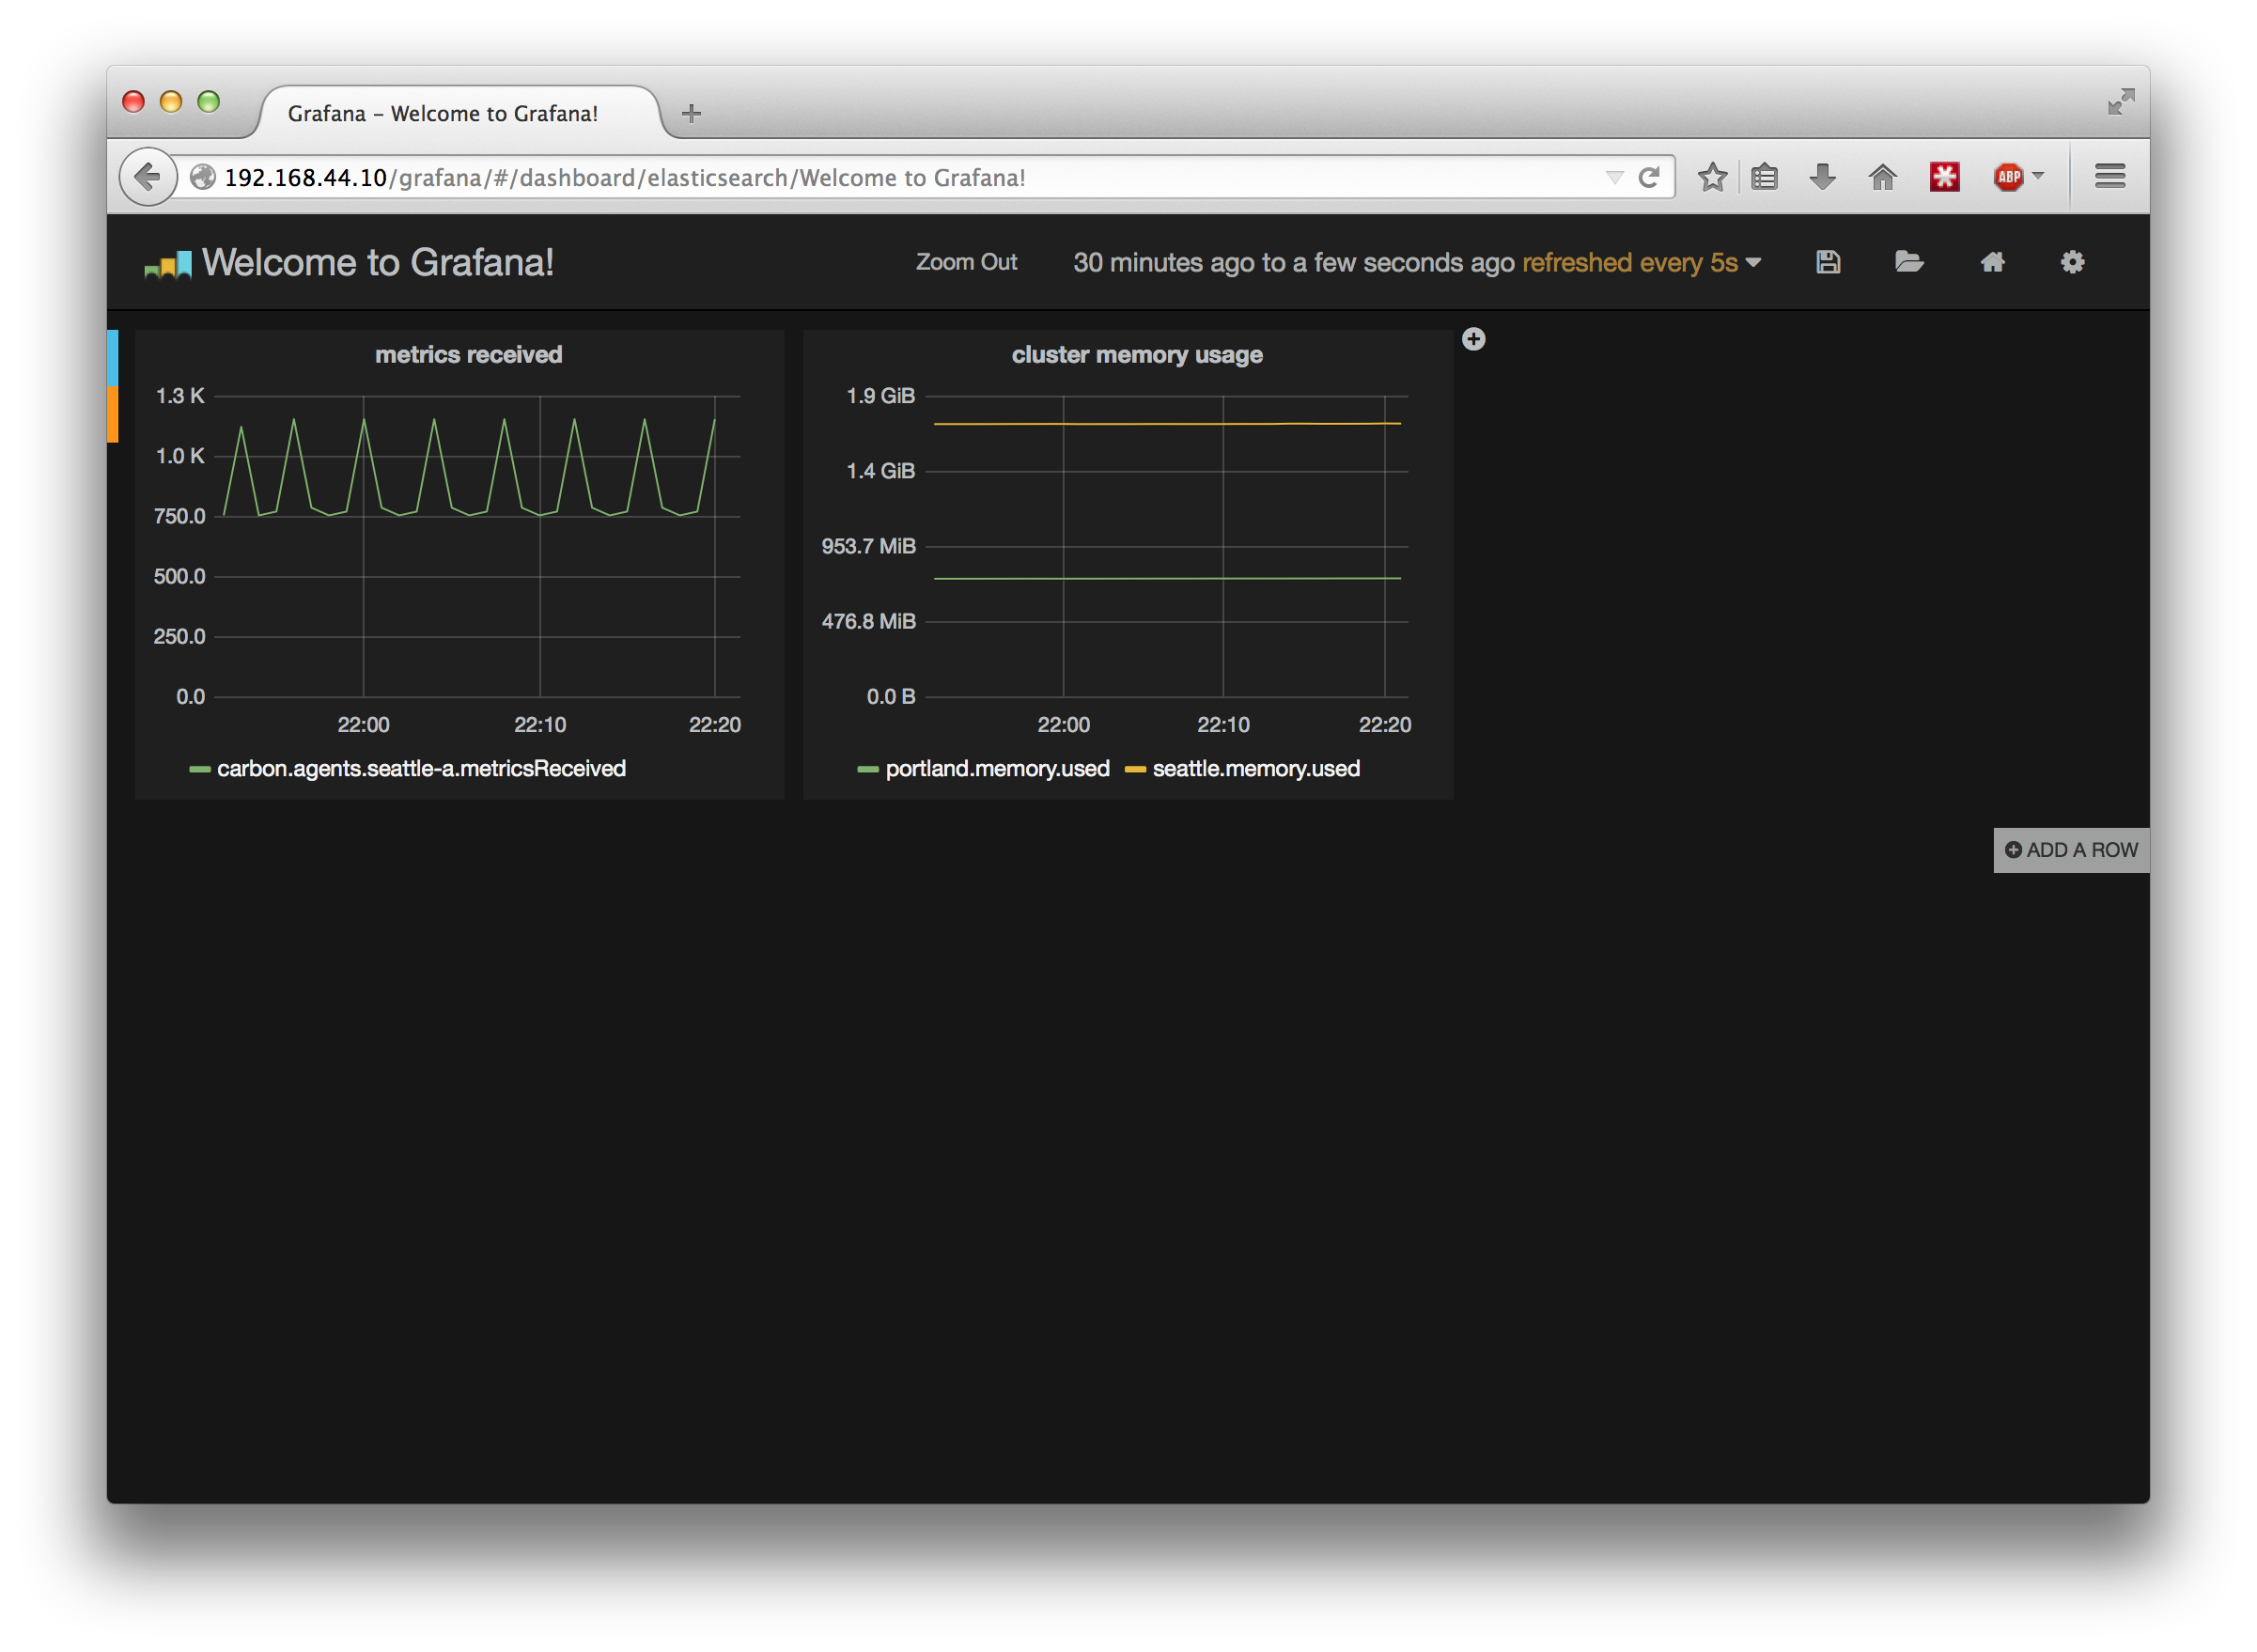 Grafana – Welcome to Grafana!
192.168.44.10/grafana/#/dashboard/elasticsearch/Welcome to Grafana!
ABP
Welcome to Grafana!
Zoom Out
30 minutes ago to a few seconds ago refreshed every 5s
metrics received
1.3 K
1.0 K
750.0
500.0
250.0
0.0
22:00 22:10 22:20
carbon.agents.seattle-a.metricsReceived
cluster memory usage
1.9 GiB
1.4 GiB
953.7 MiB
476.8 MiB
0.0 B
22:00 22:10 22:20
portland.memory.used seattle.memory.used
ADD A ROW